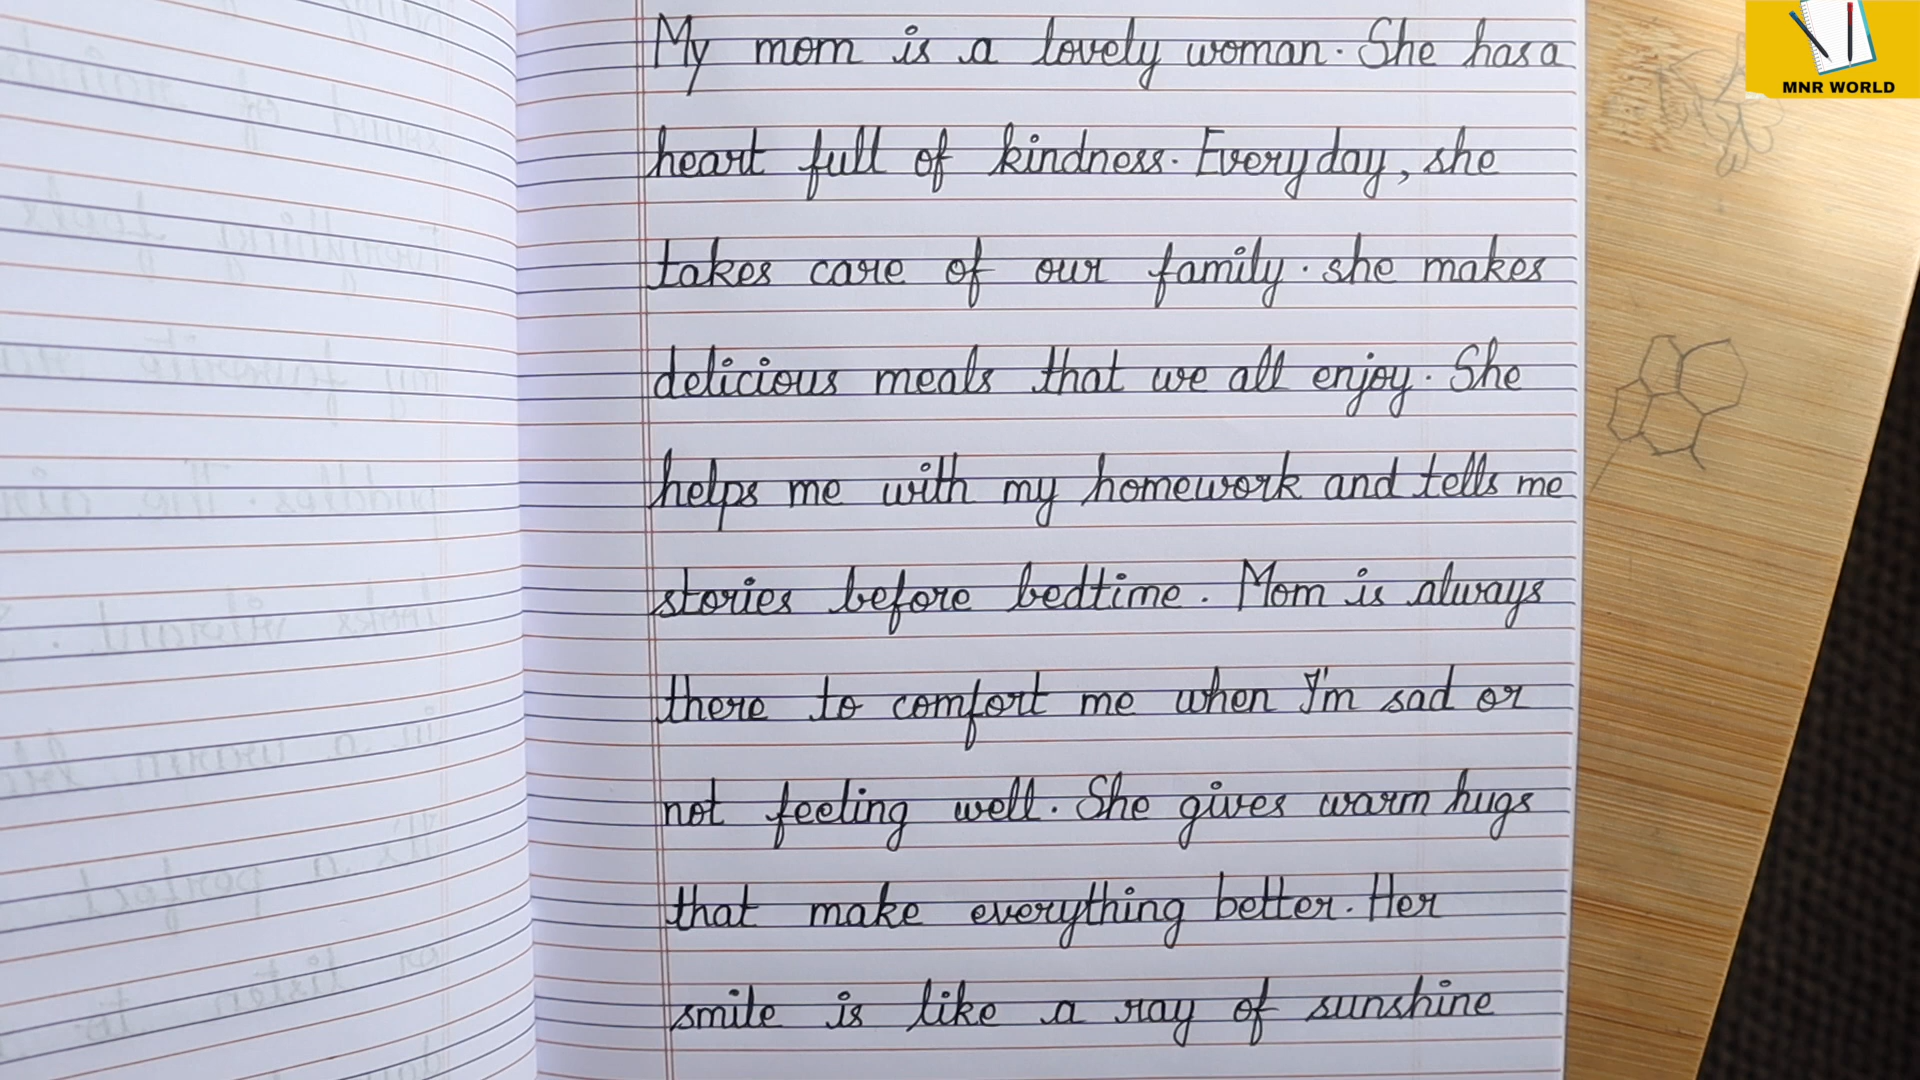 My mom is a lovely woman. She has a
heart full of kindness. Everyday, she
takes care of our family. she makes
delicious meals that we all enjoy. She
helps me with my homework and tells me
stories before bedtime. Mom is always
there to comfort me when I'm sad or
not feeling well. She gives warm hugs
that make everything better. Her
smile is like a ray of sunshine
MNR WORLD